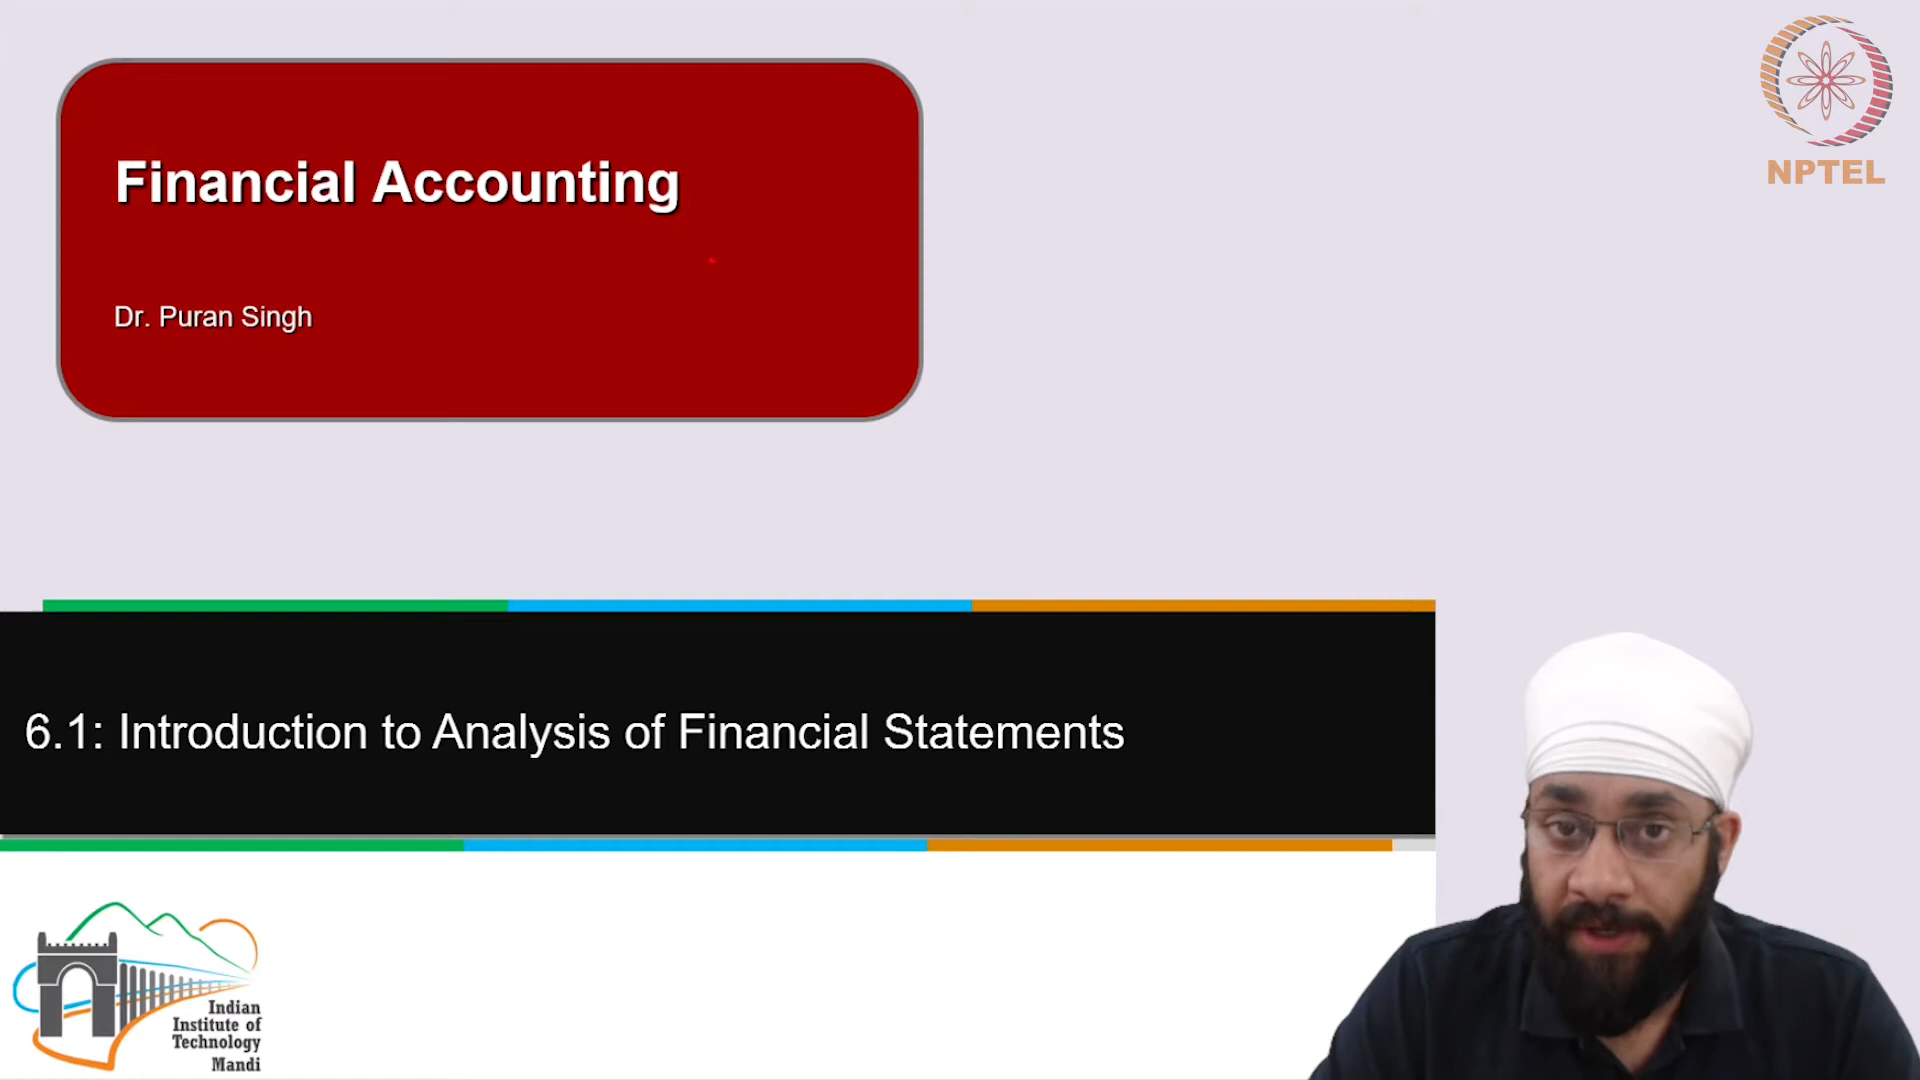 Financial Accounting
NPTEL
Dr. Puran Singh
6.1: Introduction to Analysis of Financial Statements
Indian
Institute of
Technology
Mandi